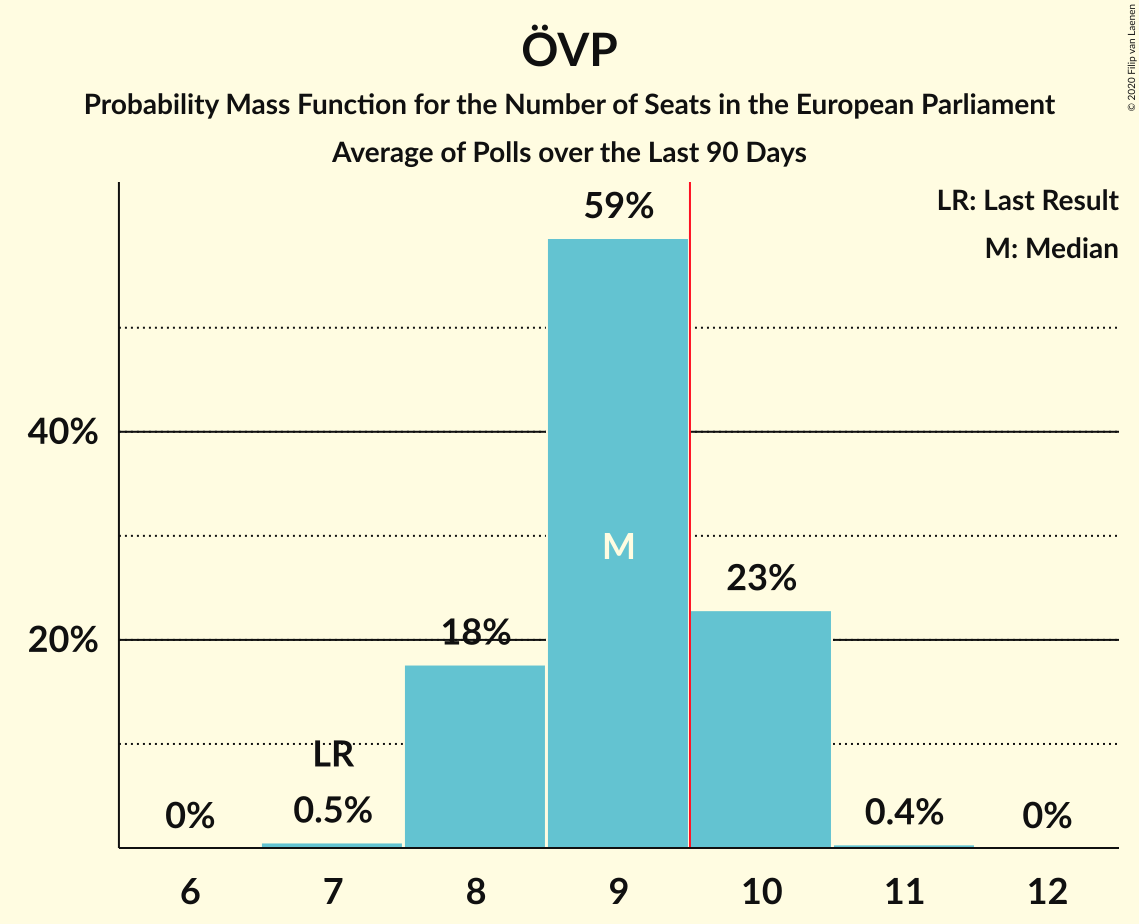 ÖVP
Probability Mass Function for the Number of Seats in the European Parliament
Average of Polls over the Last 90 Days
© 2020 Filip van Laenen
LR: Last Result
M: Median
59%
40%
M
23%
20%
18%
LR
0%
0.5%
0.4%
0%
6 7 8 9 10 11 12